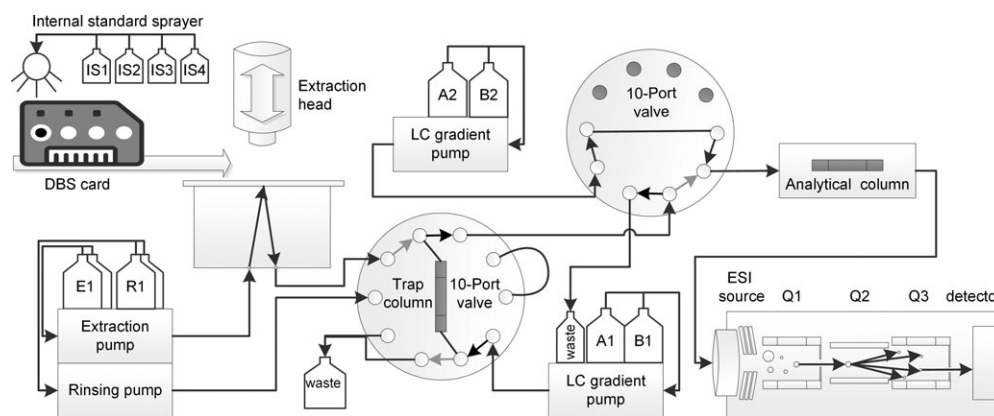 Internal standard sprayer
IS1 IS2 IS3 IS4
Extraction
head
DBS card
A2 B2
LC gradient
pump
10-Port
valve
Analytical column
E1 R1
Extraction
pump
Rinsing pump
waste
Trap
column
10-Port
valve
waste
A1 B1
LC gradient
pump
ESI
source
Q1 Q2 Q3 detecto